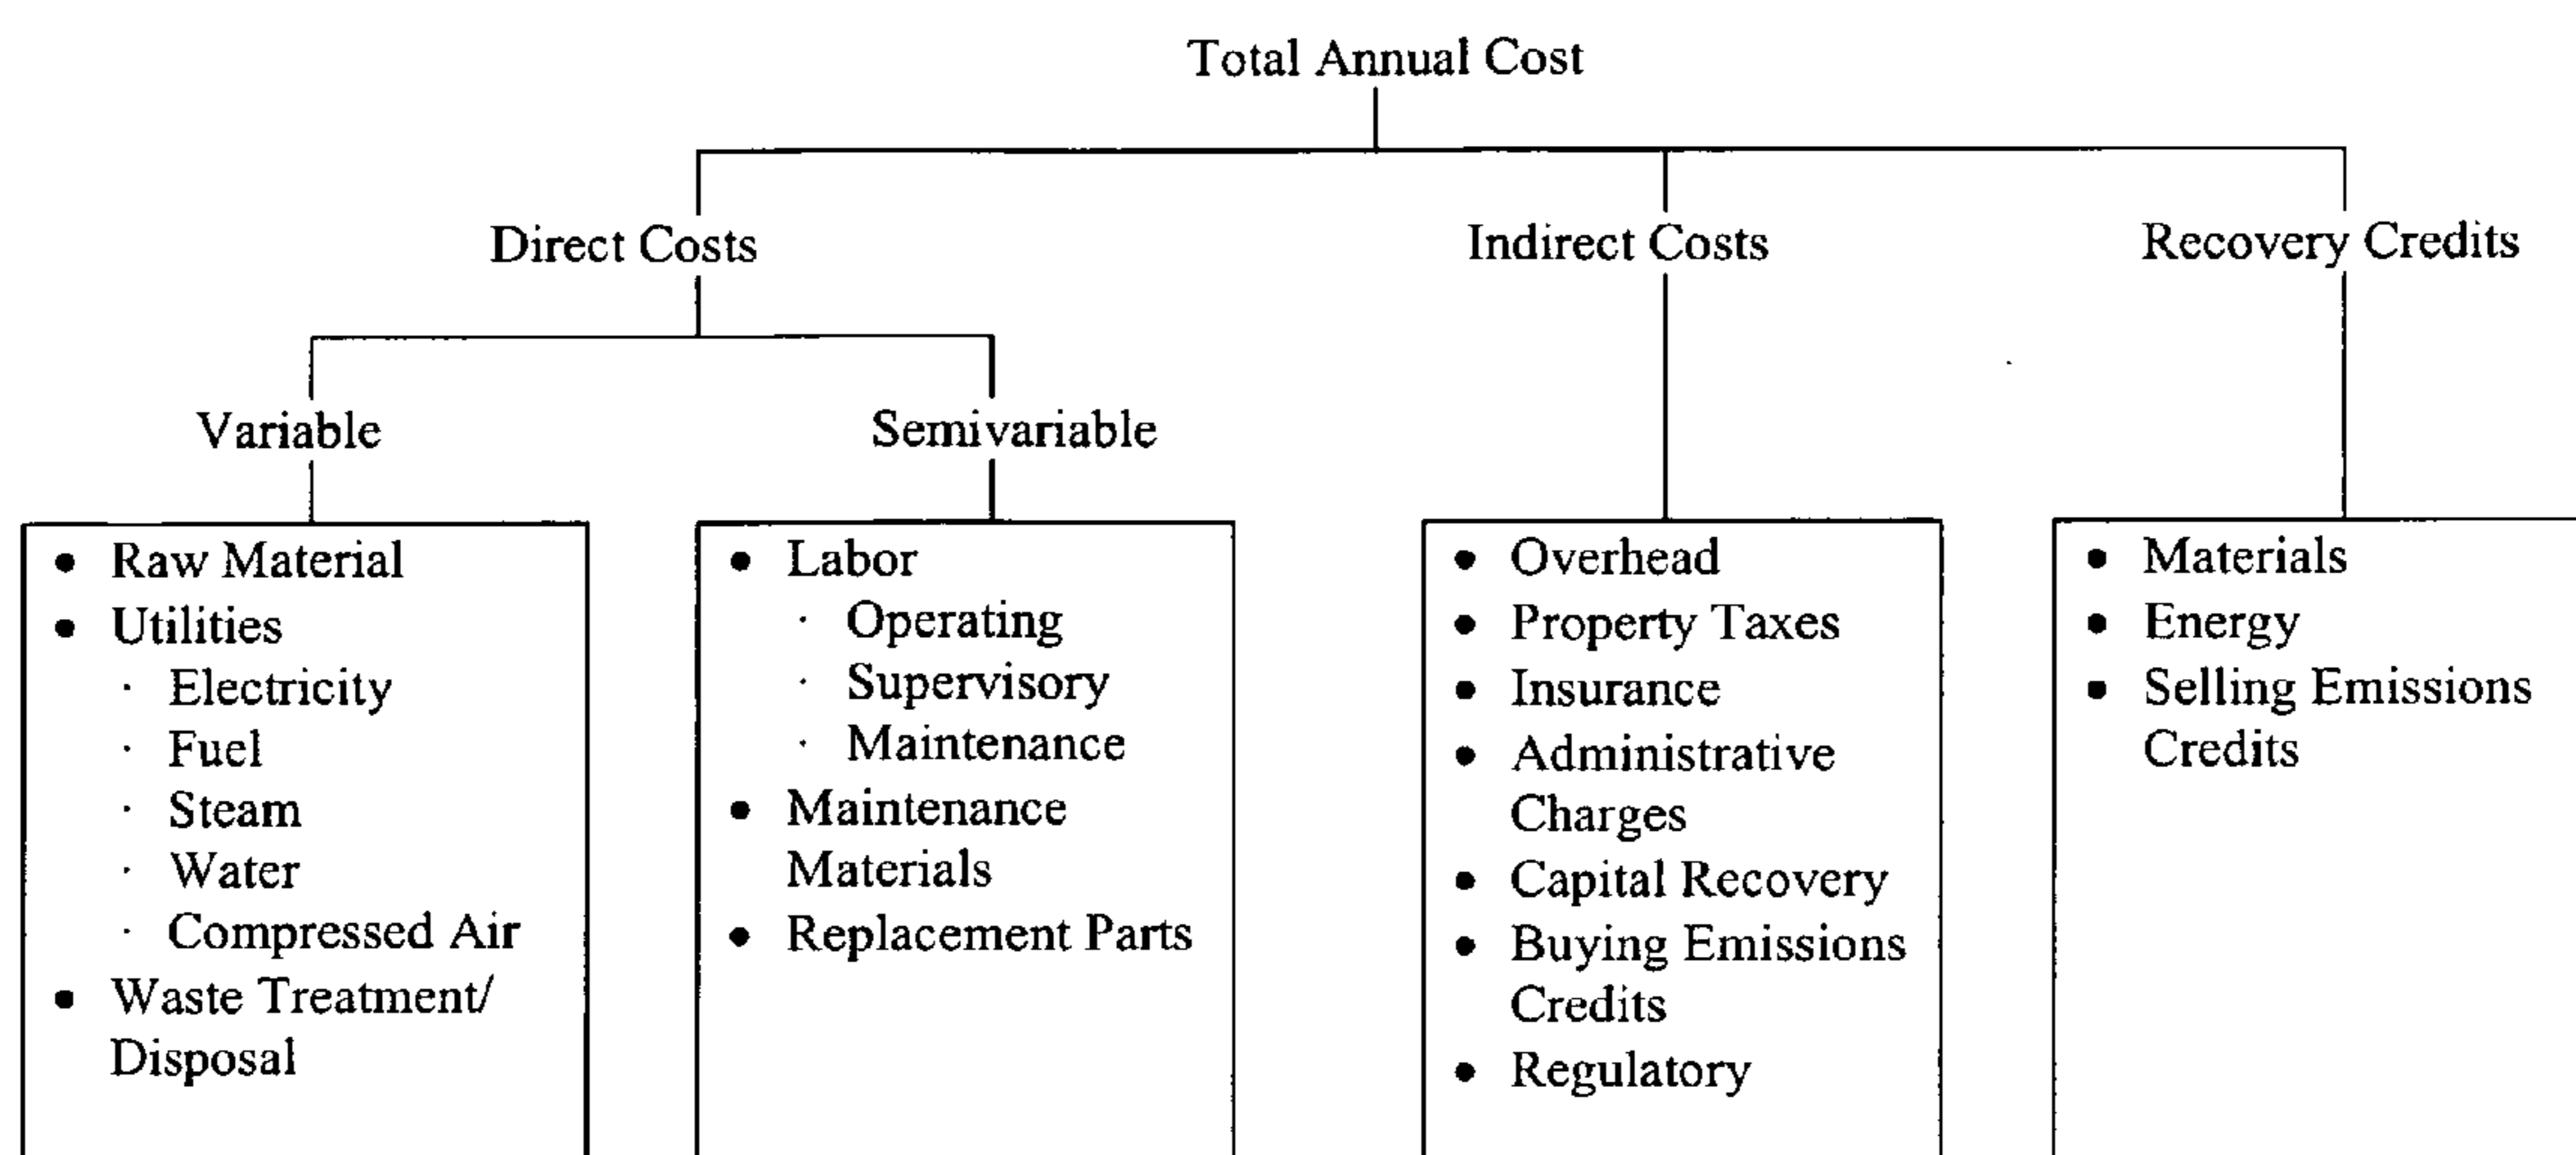 Total Annual Cost
Direct Costs
Indirect Costs
Recovery Credits
Variable
Semivariable
• Raw Material
• Utilities
· Electricity
· Fuel
· Steam
· Water
· Compressed Air
• Waste Treatment/
Disposal
• Labor
· Operating
· Supervisory
· Maintenance
• Maintenance
Materials
• Replacement Parts
• Overhead
• Property Taxes
• Insurance
• Administrative
Charges
• Capital Recovery
• Buying Emissions
Credits
• Regulatory
• Materials
• Energy
• Selling Emissions
Credits